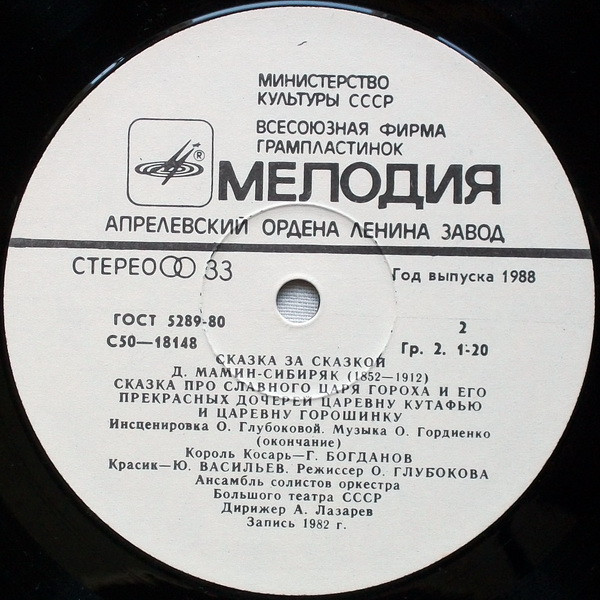 МИНИСТЕРСТВО
КУЛЬТУРЫ СССР
ВСЕСОЮЗНАЯ ФИРМА
ГРАМПЛАСТИНОК
®
МЕЛОДИЯ
АПРЕЛЕВСКИЙ ОРДЕНА ЛЕНИНА ЗАВОД
СТЕРЕО 33
Год выпуска 1988
ГОСТ 5289-80
2
С50—18148
Гр. 2. 1-20
СКАЗКА ЗА СКАЗКОЙ
Д. МАМИН-СИБИРЯК (1852—1912)
СКАЗКА ПРО СЛАВНОГО ЦАРЯ ГОРОХА И ЕГО
ПРЕКРАСНЫХ ДОЧЕРЕЙ ЦАРЕВНУ КУТАФЬЮ
И ЦАРЕВНУ ГОРОШИНКУ
Инсценировка О. Глубоковой. Музыка О. Гордиенко
(окончание)
Король Косарь—Г. БОГДАНОВ
Красик—Ю. ВАСИЛЬЕВ. Режиссер О. ГЛУБОКОВА
Ансамбль солистов оркестра
Большого театра СССР
Дирижер А. Лазарев
Запись 1982 г.